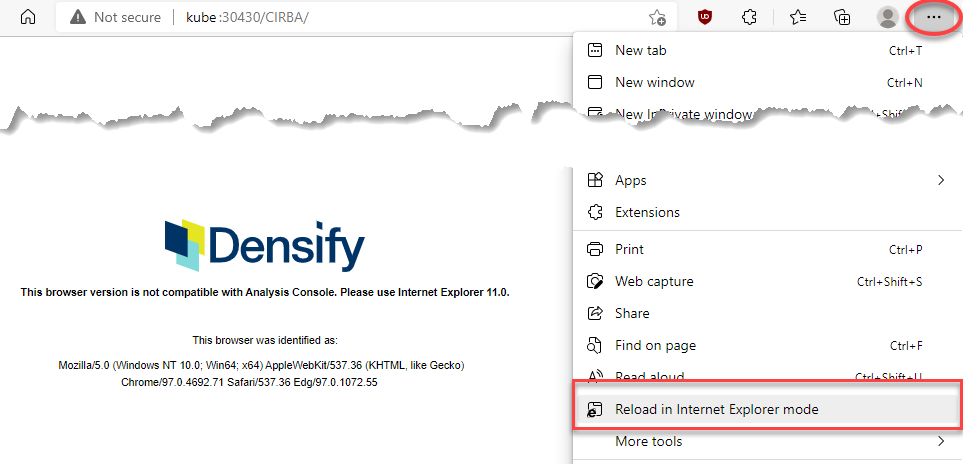 Not secure
kube:30430/CIRBA/
New tab Ctrl+T
New window Ctrl+N
New InPrivate window Ctrl+Shift+
Apps
Extensions
Print Ctrl+P
Web capture Ctrl+Shift+S
Share
Find on page Ctrl+F
Read aloud Ctrl+Shift+U
Reload in Internet Explorer mode
More tools
Densify
This browser version is not compatible with Analysis Console. Please use Internet Explorer 11.0.
This browser was identified as:
Mozilla/5.0 (Windows NT 10.0; Win64; x64) AppleWebKit/537.36 (KHTML, like Gecko)
Chrome/97.0.4692.71 Safari/537.36 Edg/97.0.1072.55